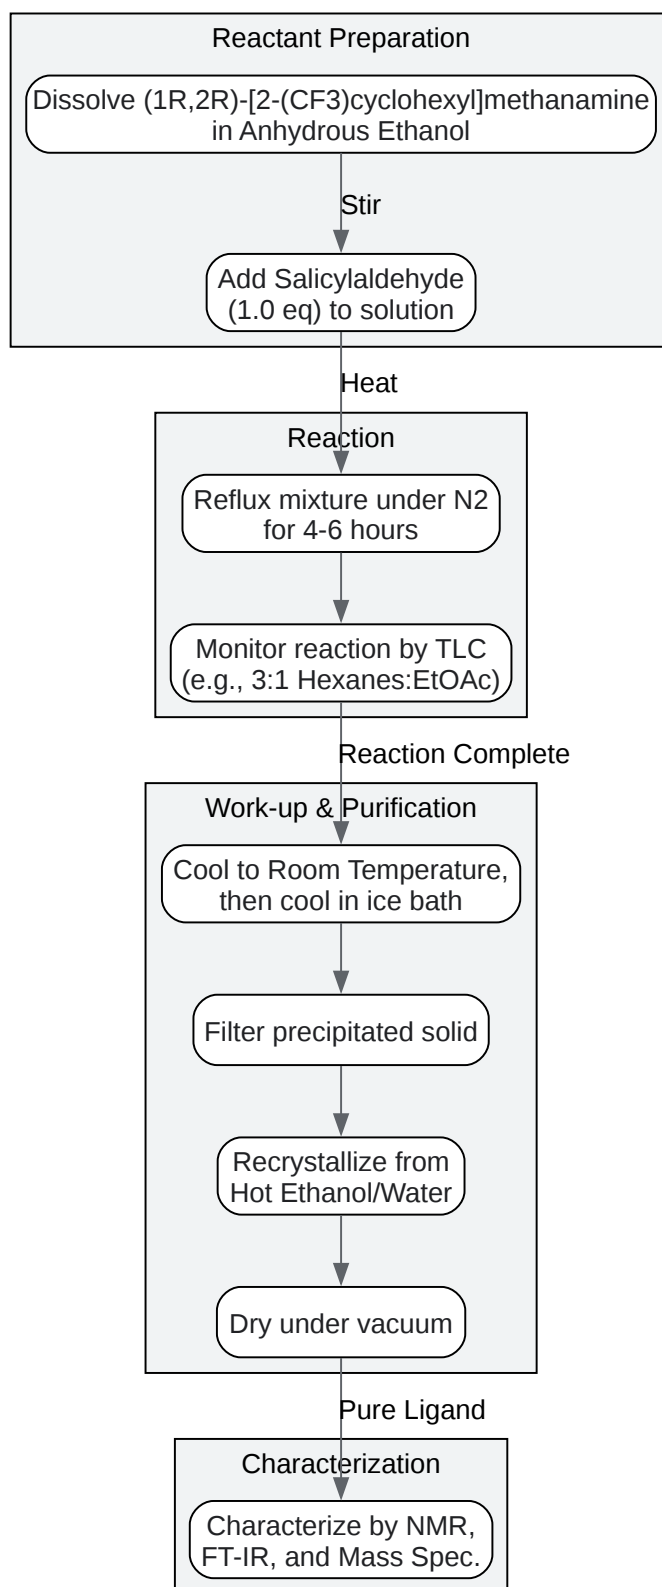 Reactant Preparation
Dissolve (1R,2R)-[2-(CF3)cyclohexyl]methanamine
in Anhydrous Ethanol
Stir
Add Salicylaldehyde
(1.0 eq) to solution
Heat
Reaction
Reflux mixture under N2
for 4-6 hours
Monitor reaction by TLC
(e.g., 3:1 Hexanes:EtOAc)
Reaction Complete
Work-up & Purification
Cool to Room Temperature,
then cool in ice bath
Filter precipitated solid
Recrystallize from
Hot Ethanol/Water
Dry under vacuum
Pure Ligand
Characterization
Characterize by NMR,
FT-IR, and Mass Spec.